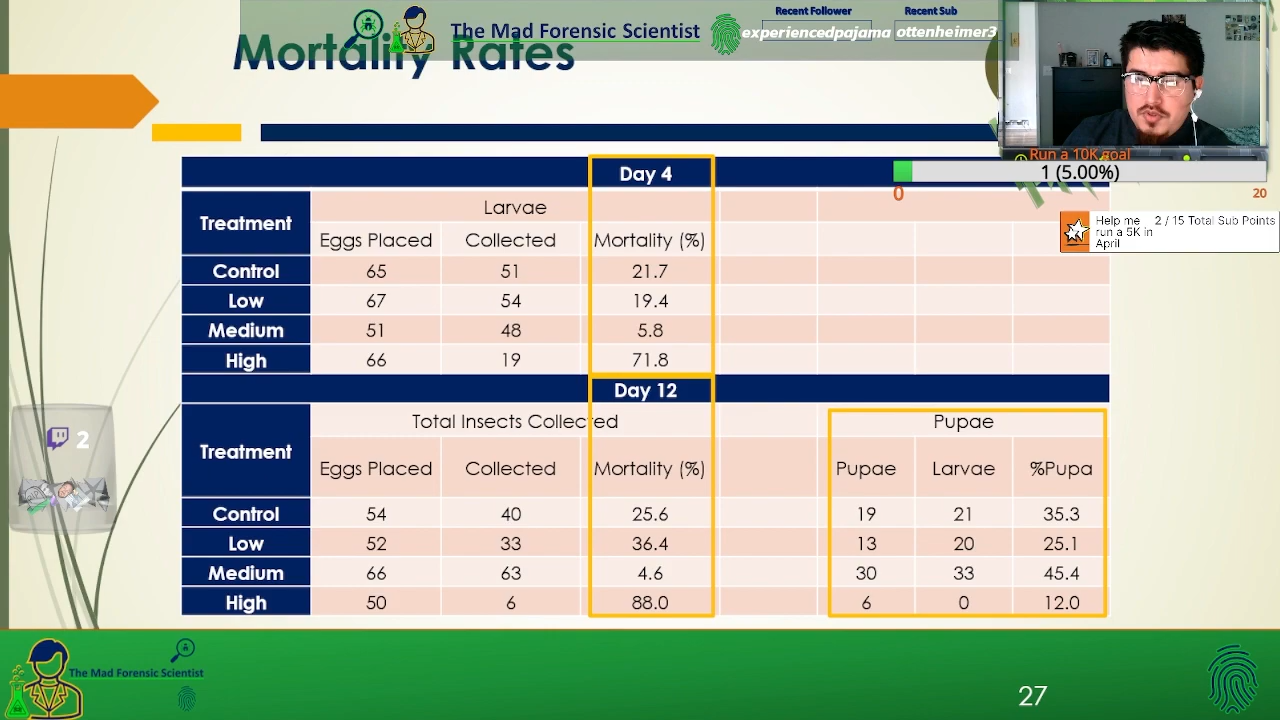 Recent Follower Recent Sub
The Mad Forensic Scientist experiencedpajama ottenheimer3
Mortality Rates
Run a 10K goal
1 (5.00%)
0 20
Help me 2 / 15 Total Sub Points
run a 5K in
April
Day 4
Treatment Larvae
Eggs Placed Collected Mortality (%)
Control 65 51 21.7
Low 67 54 19.4
Medium 51 48 5.8
High 66 19 71.8
Day 12
Treatment Total Insects Collected Pupae
Eggs Placed Collected Mortality (%) Pupae Larvae %Pupa
Control 54 40 25.6 19 21 35.3
Low 52 33 36.4 13 20 25.1
Medium 66 63 4.6 30 33 45.4
High 50 6 88.0 6 0 12.0
2
The Mad Forensic Scientist
27